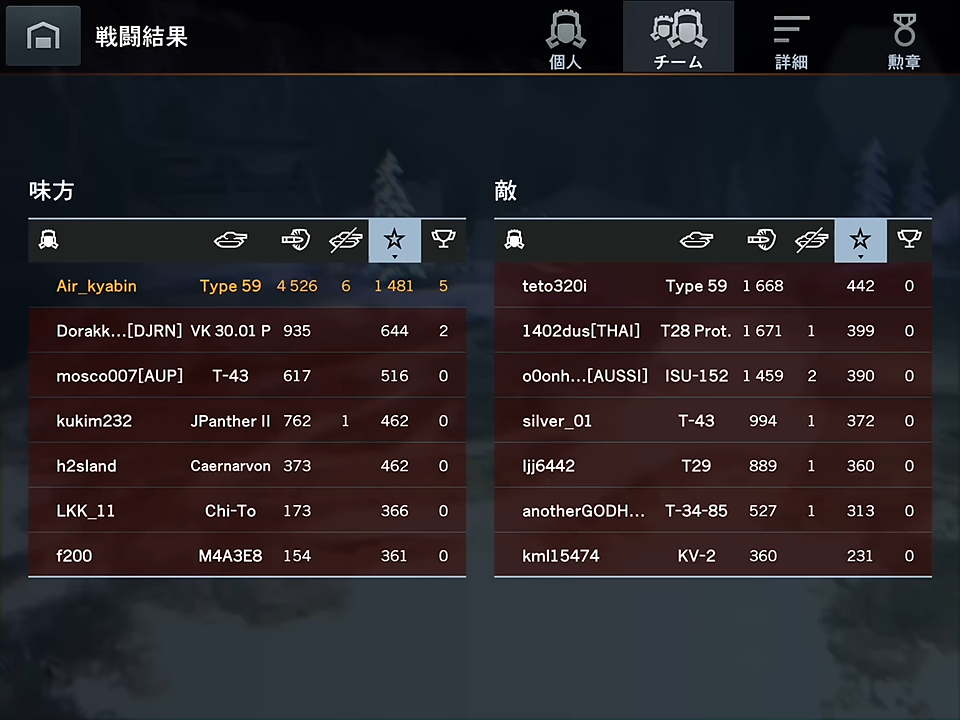 戦闘結果
個人
チーム
詳細
勲章
味方
Air_kyabin Type 59 4 526 6 1 481 5
Dorakk...[DJRN] VK 30.01 P 935 644 2
mosco007[AUP] T-43 617 516 0
kukim232 JPanther II 762 1 462 0
h2sland Caernarvon 373 462 0
LKK_11 Chi-To 173 366 0
f200 M4A3E8 154 361 0
敵
teto320i Type 59 1 668 442 0
1402dus[THAI] T28 Prot. 1 671 1 399 0
o0onh...[AUSSI] ISU-152 1 459 2 390 0
silver_01 T-43 994 1 372 0
ljj6442 T29 889 1 360 0
anotherGODH... T-34-85 527 1 313 0
kml15474 KV-2 360 231 0